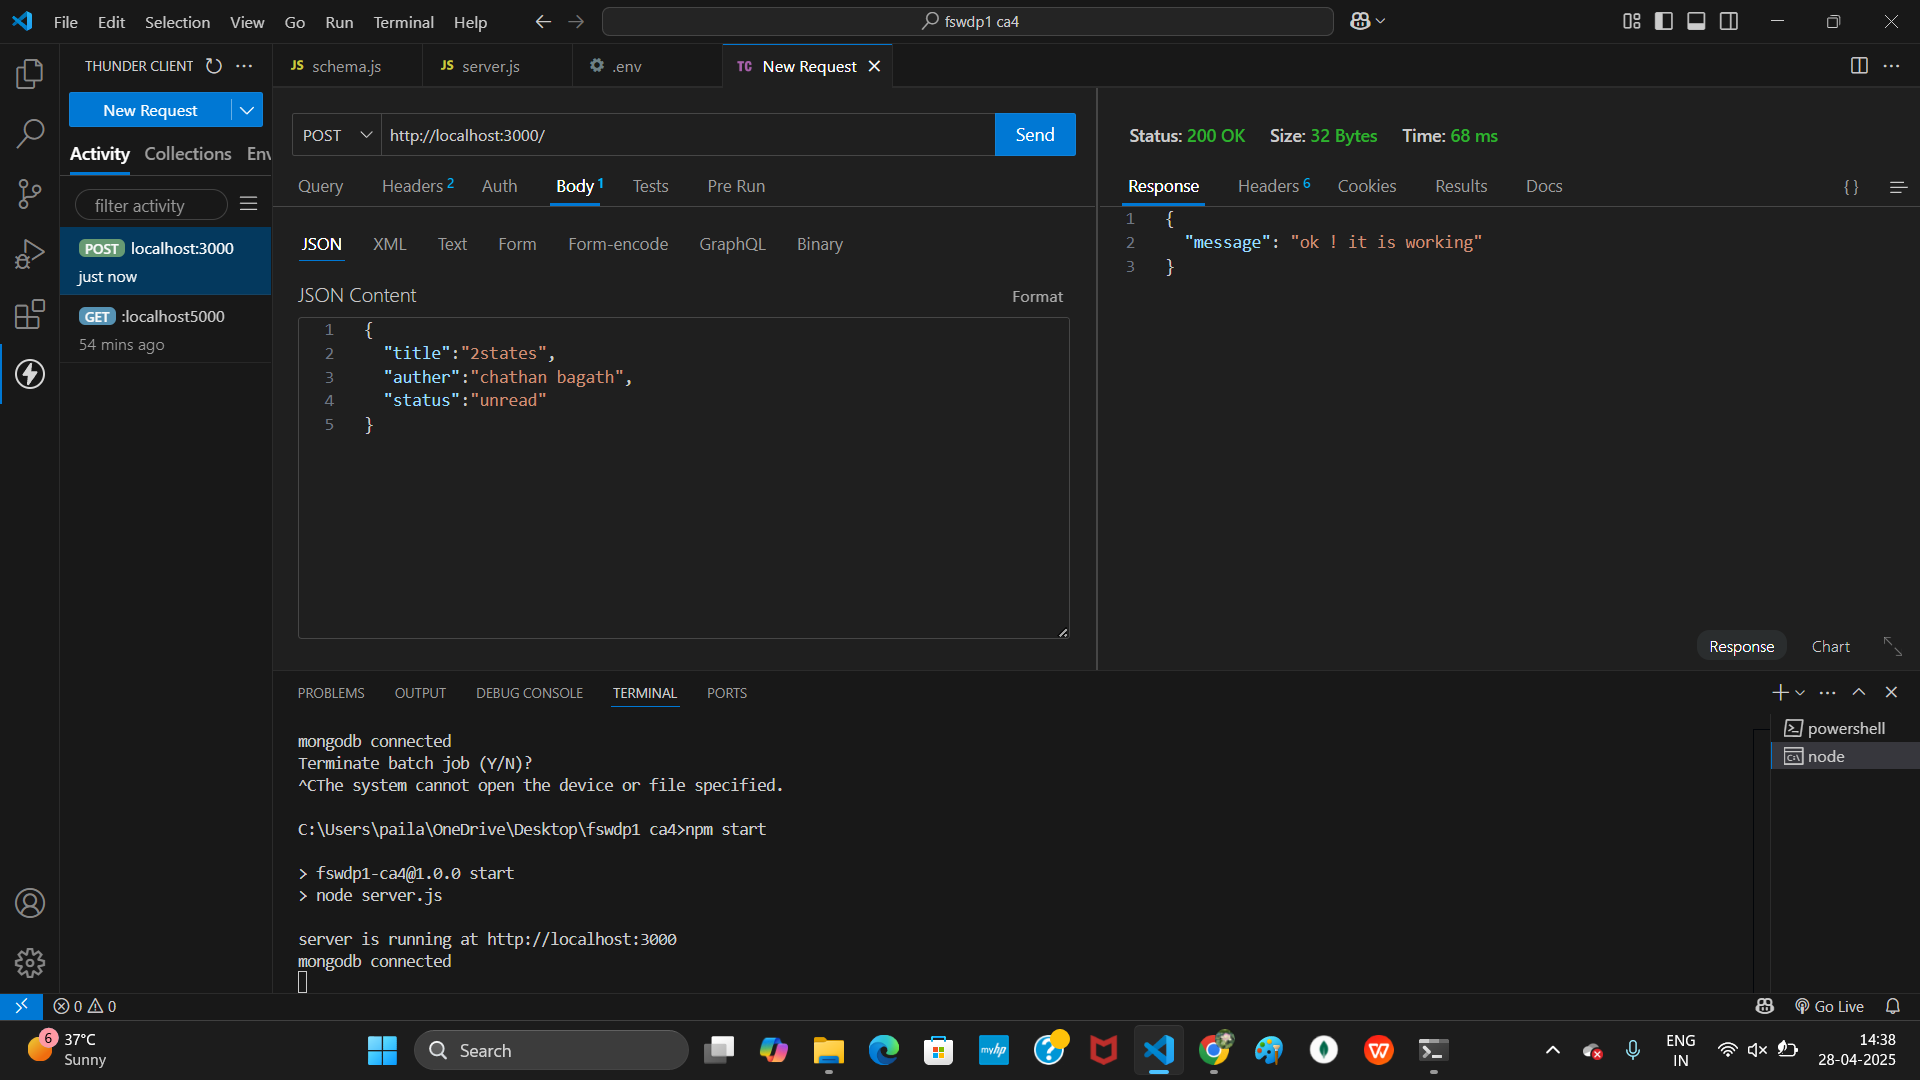 File Edit Selection View Go Run Terminal Help
fswdp1 ca4
THUNDER CLIENT
JS schema.js
JS server.js
.env
TC New Request
New Request
Activity Collections Env
filter activity
POST localhost:3000
just now
GET :localhost5000
54 mins ago
POST http://localhost:3000/ Send
Query Headers 2 Auth Body 1 Tests Pre Run
JSON XML Text Form Form-encode GraphQL Binary
JSON Content Format
1 {
2 "title":"2states",
3 "auther":"chathan bagath",
4 "status":"unread"
5 }
Status: 200 OK Size: 32 Bytes Time: 68 ms
Response Headers 6 Cookies Results Docs {}
1 {
2 "message": "ok ! it is working"
3 }
Response Chart
PROBLEMS OUTPUT DEBUG CONSOLE TERMINAL PORTS
mongodb connected
Terminate batch job (Y/N)?
^CThe system cannot open the device or file specified.
C:\Users\paila\OneDrive\Desktop\fswdp1 ca4>npm start
> fswdp1-ca4@1.0.0 start
> node server.js
server is running at http://localhost:3000
mongodb connected
powershell
node
0 0
Go Live
6
37°C
Sunny
Search
myhp
ENG
IN
14:38
28-04-2025